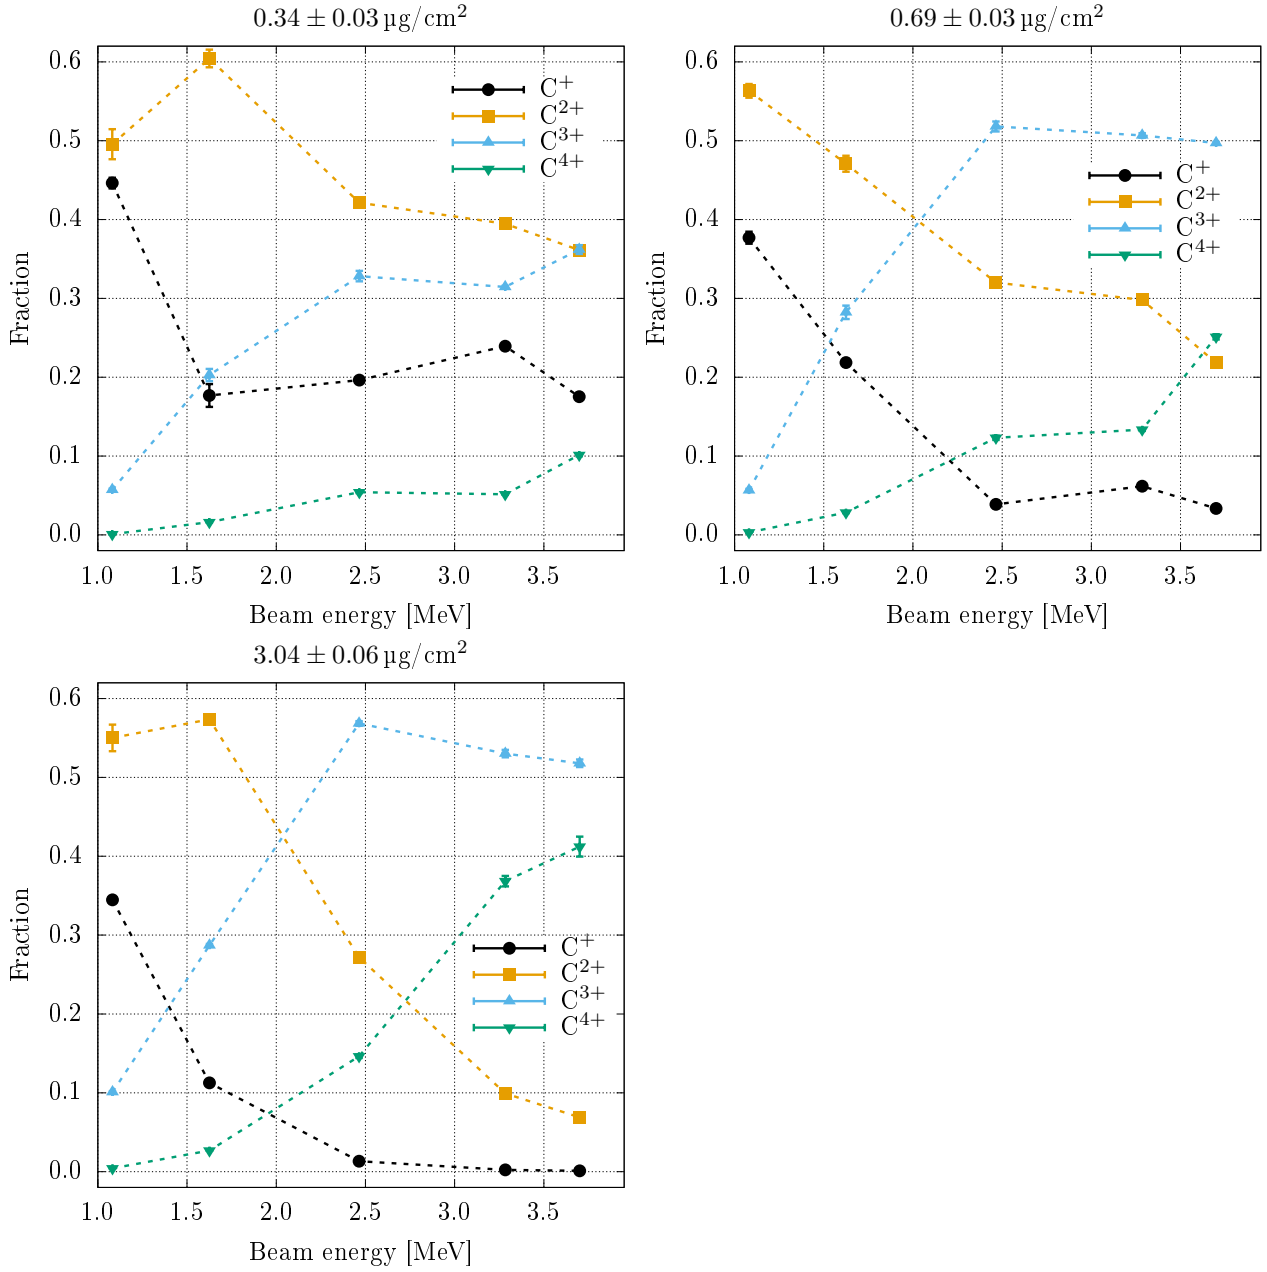 0.34 ± 0.03 µg/cm²
0.6
0.5
0.4
0.3
0.2
0.1
0.0
Fraction
C⁺
C²⁺
C³⁺
C⁴⁺
1.0 1.5 2.0 2.5 3.0 3.5
Beam energy [MeV]
0.69 ± 0.03 µg/cm²
0.6
0.5
0.4
0.3
0.2
0.1
0.0
Fraction
C⁺
C²⁺
C³⁺
C⁴⁺
1.0 1.5 2.0 2.5 3.0 3.5
Beam energy [MeV]
3.04 ± 0.06 µg/cm²
0.6
0.5
0.4
0.3
0.2
0.1
0.0
Fraction
C⁺
C²⁺
C³⁺
C⁴⁺
1.0 1.5 2.0 2.5 3.0 3.5
Beam energy [MeV]